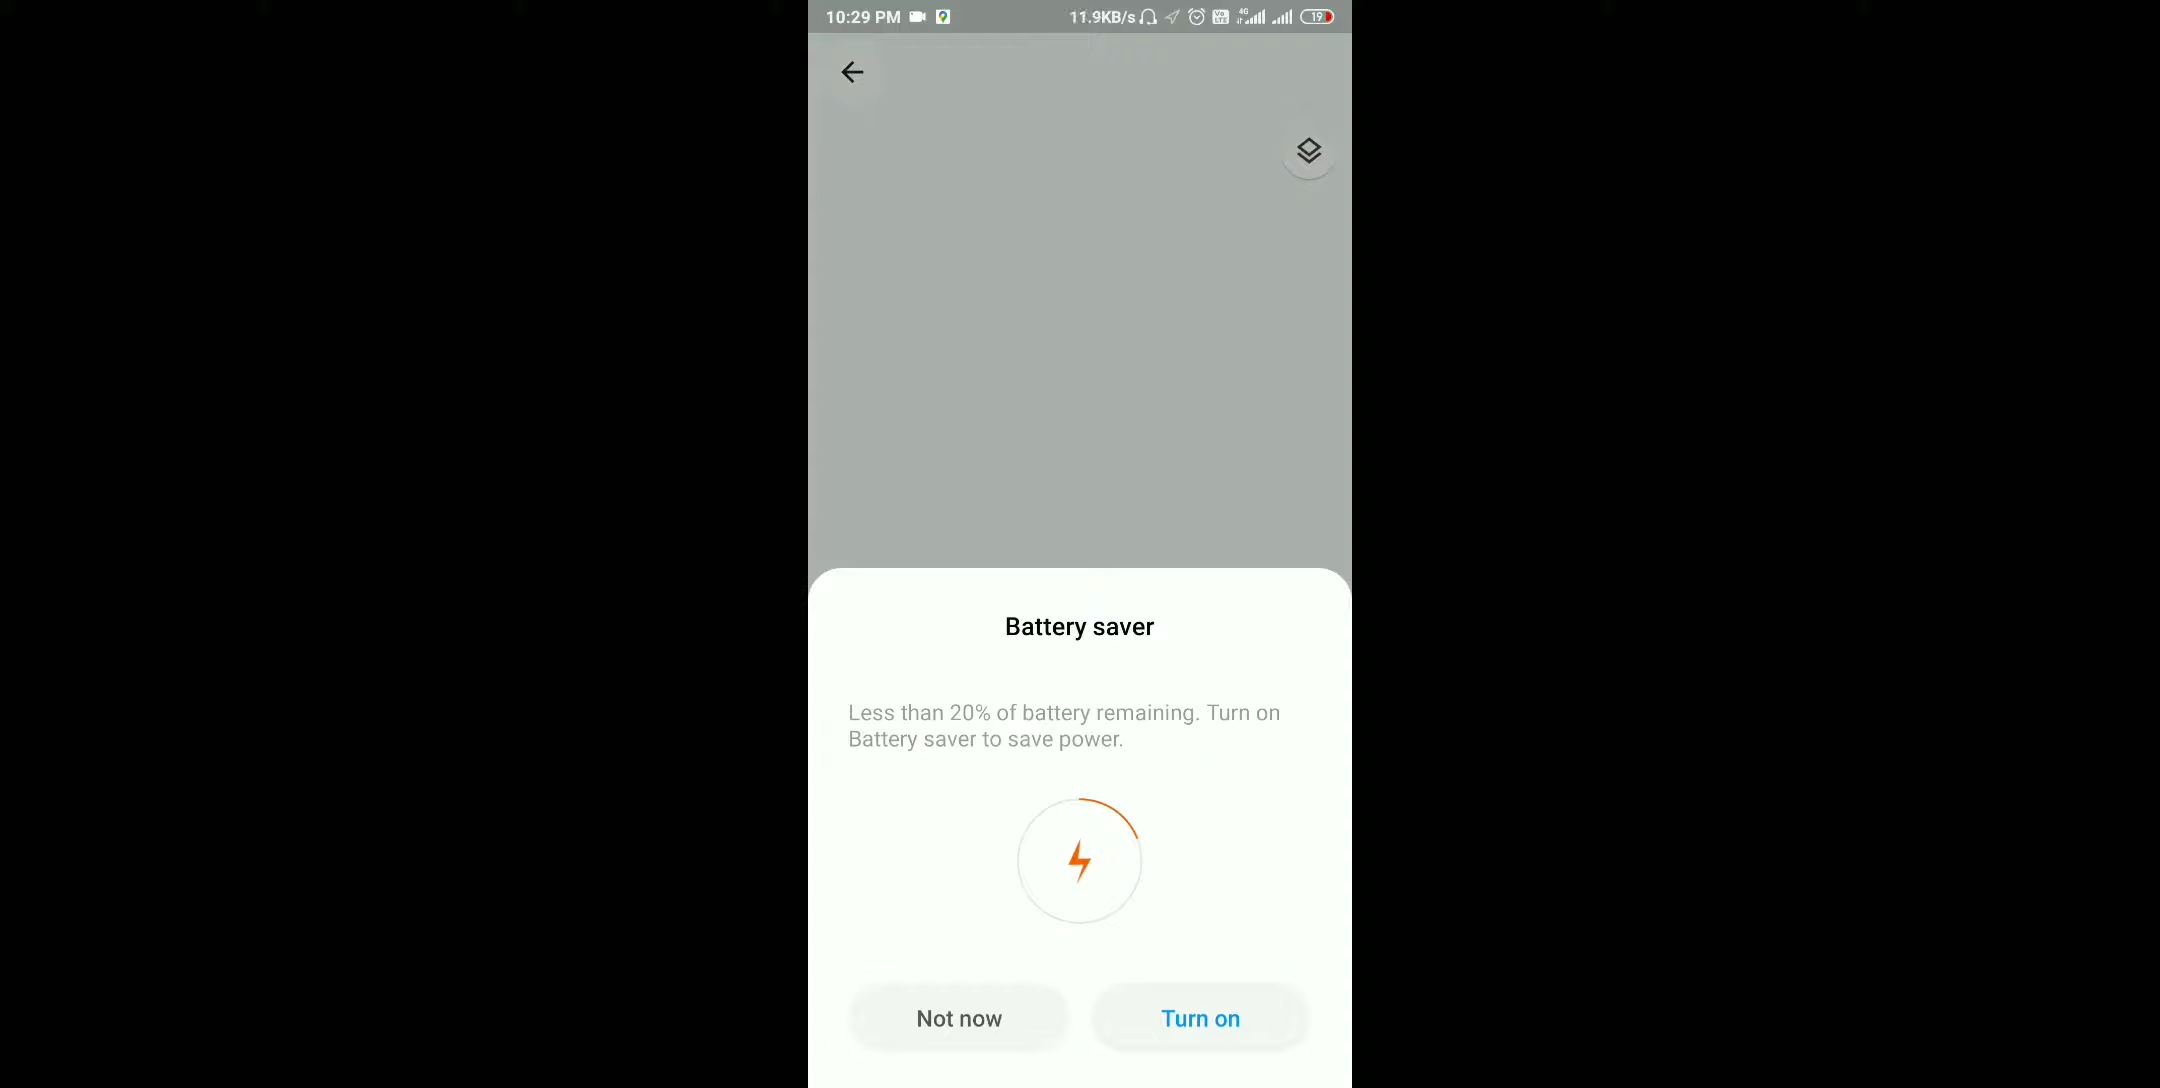 10:29 PM 11.9KB/s 4G 19
Battery saver
Less than 20% of battery remaining. Turn on
Battery saver to save power.
Not now Turn on